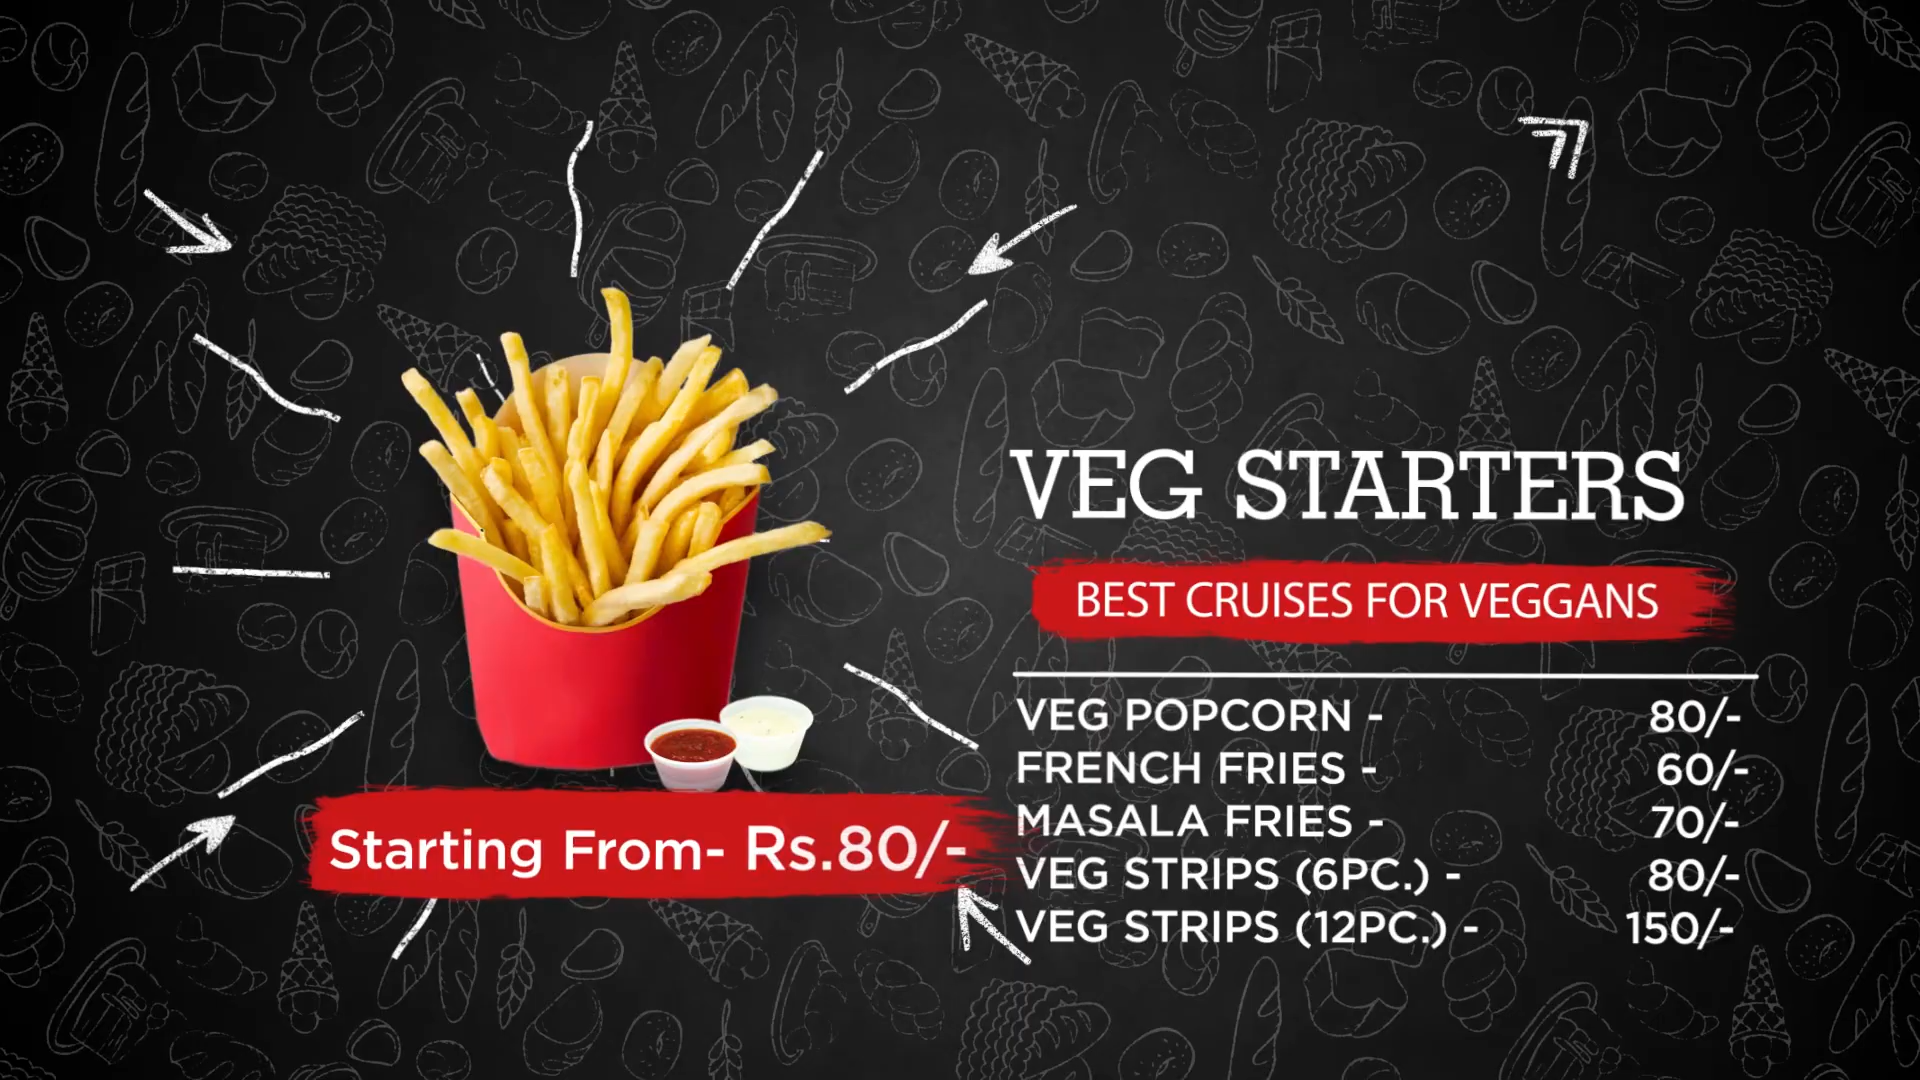 VEG STARTERS
BEST CRUISES FOR VEGGANS
VEG POPCORN - 80/-
FRENCH FRIES - 60/-
MASALA FRIES - 70/-
VEG STRIPS (6PC.) - 80/-
VEG STRIPS (12PC.) - 150/-
Starting From- Rs.80/-